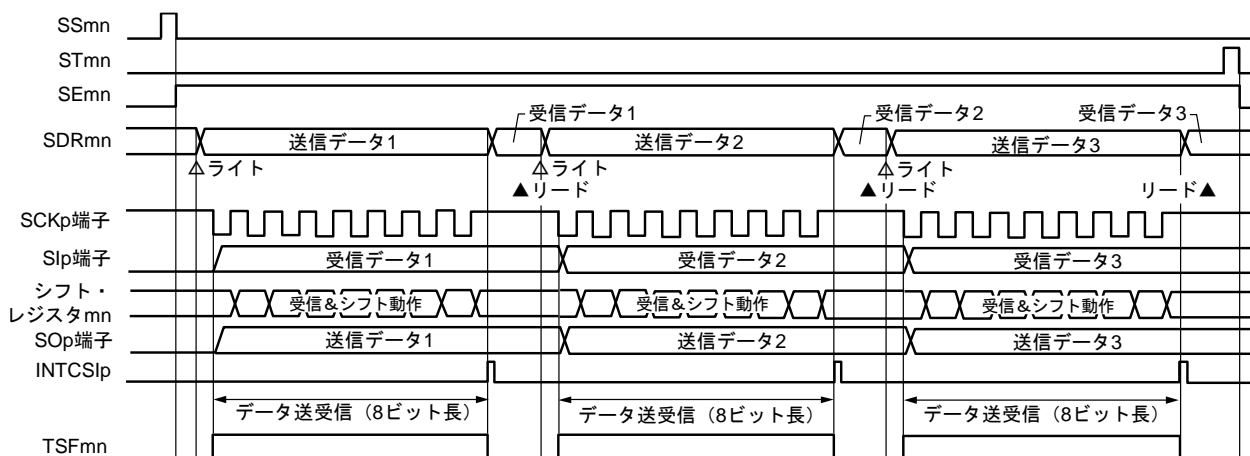 SSmn
STmn
SEmn
受信データ1
受信データ2
受信データ3
SDRmn
送信データ1
送信データ2
送信データ3
△ライト
△ライト
△ライト
▲リード
▲リード
リード▲
SCKp端子
SIp端子
受信データ1
受信データ2
受信データ3
シフト・
レジスタmn
受信&シフト動作
受信&シフト動作
受信&シフト動作
SOp端子
送信データ1
送信データ2
送信データ3
INTCSIp
データ送受信（8ビット長）
データ送受信（8ビット長）
データ送受信（8ビット長）
TSFmn